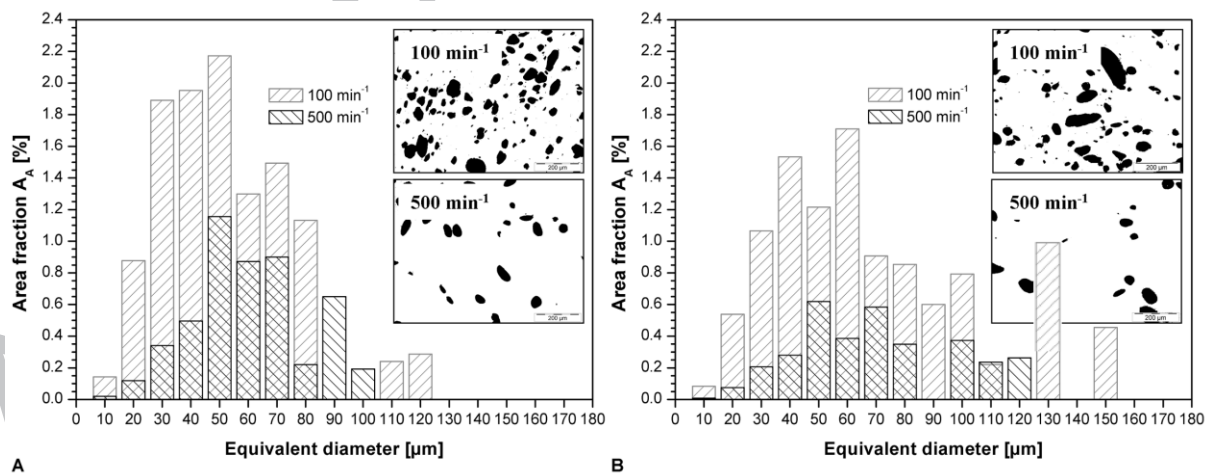 2.4
2.2
2.0
1.8
1.6
1.4
1.2
1.0
0.8
0.6
0.4
0.2
0.0
Area fraction A_A [%]
100 min⁻¹
500 min⁻¹
100 min⁻¹
200 µm
500 min⁻¹
200 µm
0 10 20 30 40 50 60 70 80 90 100 110 120 130 140 150 160 170 180
Equivalent diameter [µm]
A
2.4
2.2
2.0
1.8
1.6
1.4
1.2
1.0
0.8
0.6
0.4
0.2
0.0
Area fraction A_A [%]
100 min⁻¹
500 min⁻¹
100 min⁻¹
200 µm
500 min⁻¹
200 µm
0 10 20 30 40 50 60 70 80 90 100 110 120 130 140 150 160 170 180
Equivalent diameter [µm]
B